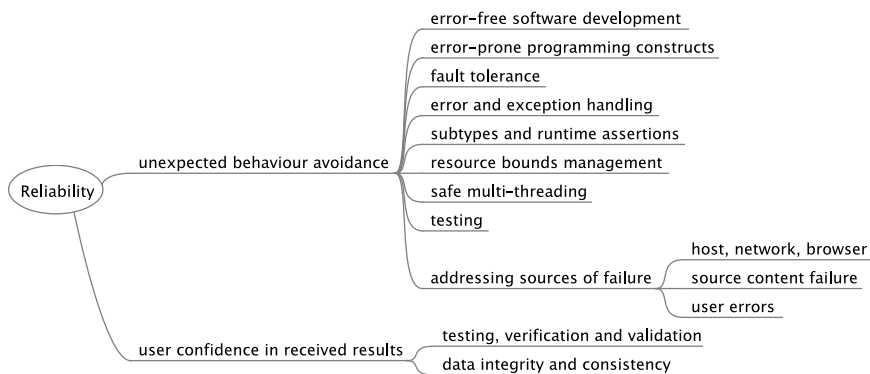 Reliability
unexpected behaviour avoidance
error-free software development
error-prone programming constructs
fault tolerance
error and exception handling
subtypes and runtime assertions
resource bounds management
safe multi-threading
testing
addressing sources of failure
host, network, browser
source content failure
user errors
user confidence in received results
testing, verification and validation
data integrity and consistency